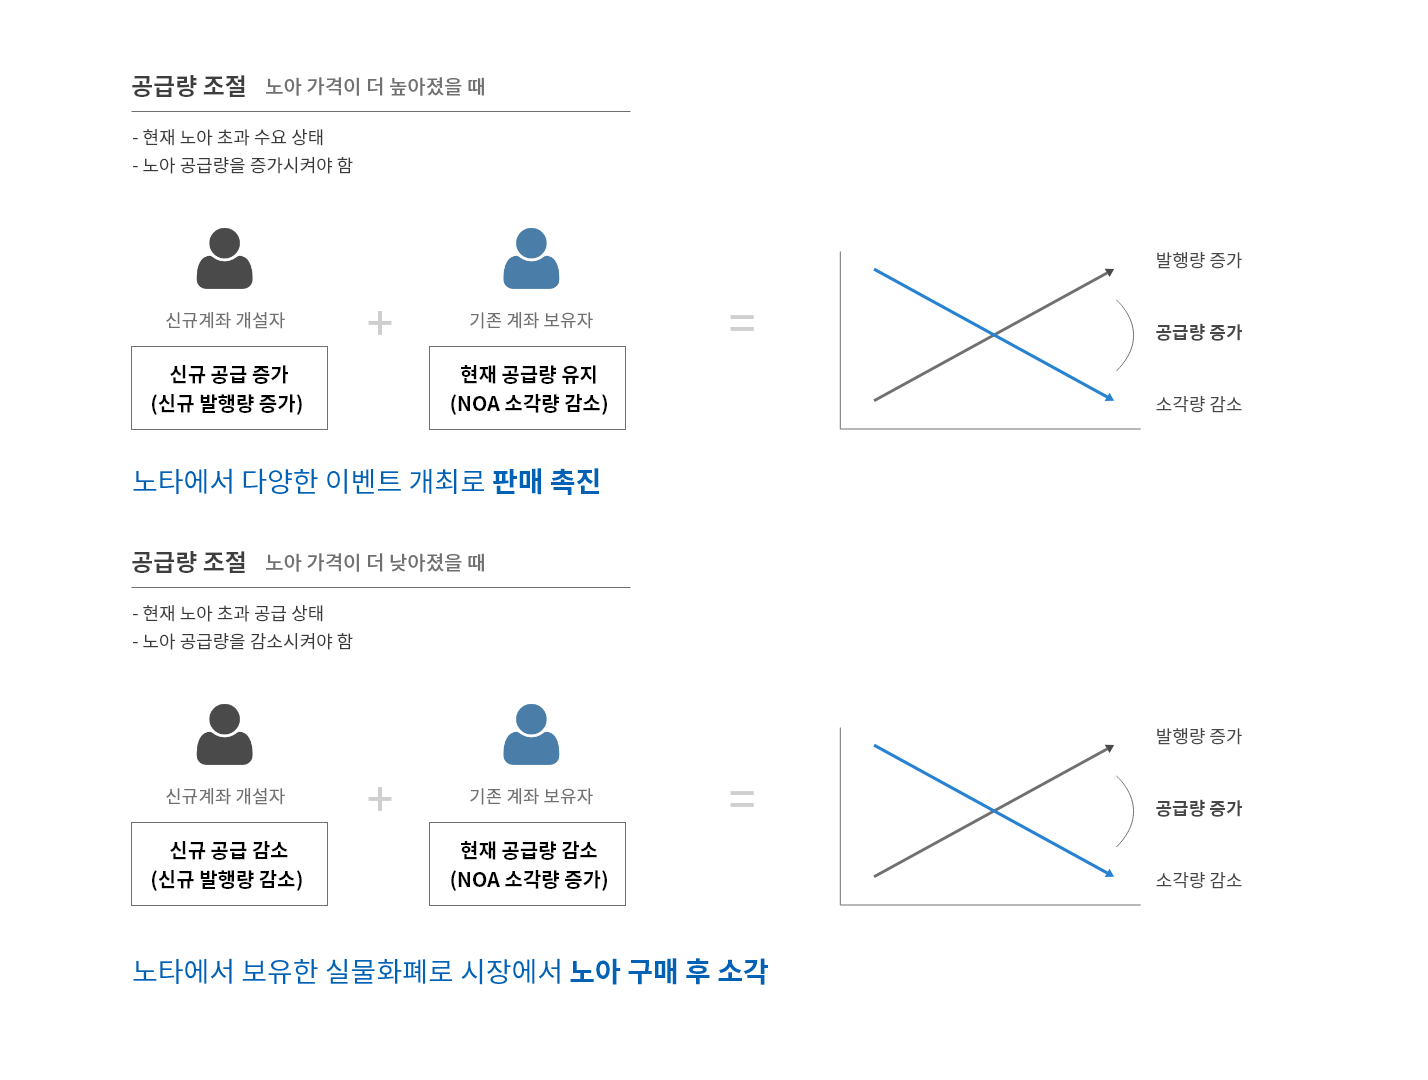 공급량 조절 노아 가격이 더 높아졌을 때
- 현재 노아 초과 수요 상태
- 노아 공급량을 증가시켜야 함
신규계좌 개설자
+
기존 계좌 보유자
=
신규 공급 증가
(신규 발행량 증가)
현재 공급량 유지
(NOA 소각량 감소)
발행량 증가
공급량 증가
소각량 감소
노타에서 다양한 이벤트 개최로 판매 촉진
공급량 조절 노아 가격이 더 낮아졌을 때
- 현재 노아 초과 공급 상태
- 노아 공급량을 감소시켜야 함
신규계좌 개설자
+
기존 계좌 보유자
=
신규 공급 감소
(신규 발행량 감소)
현재 공급량 감소
(NOA 소각량 증가)
발행량 증가
공급량 증가
소각량 감소
노타에서 보유한 실물화폐로 시장에서 노아 구매 후 소각